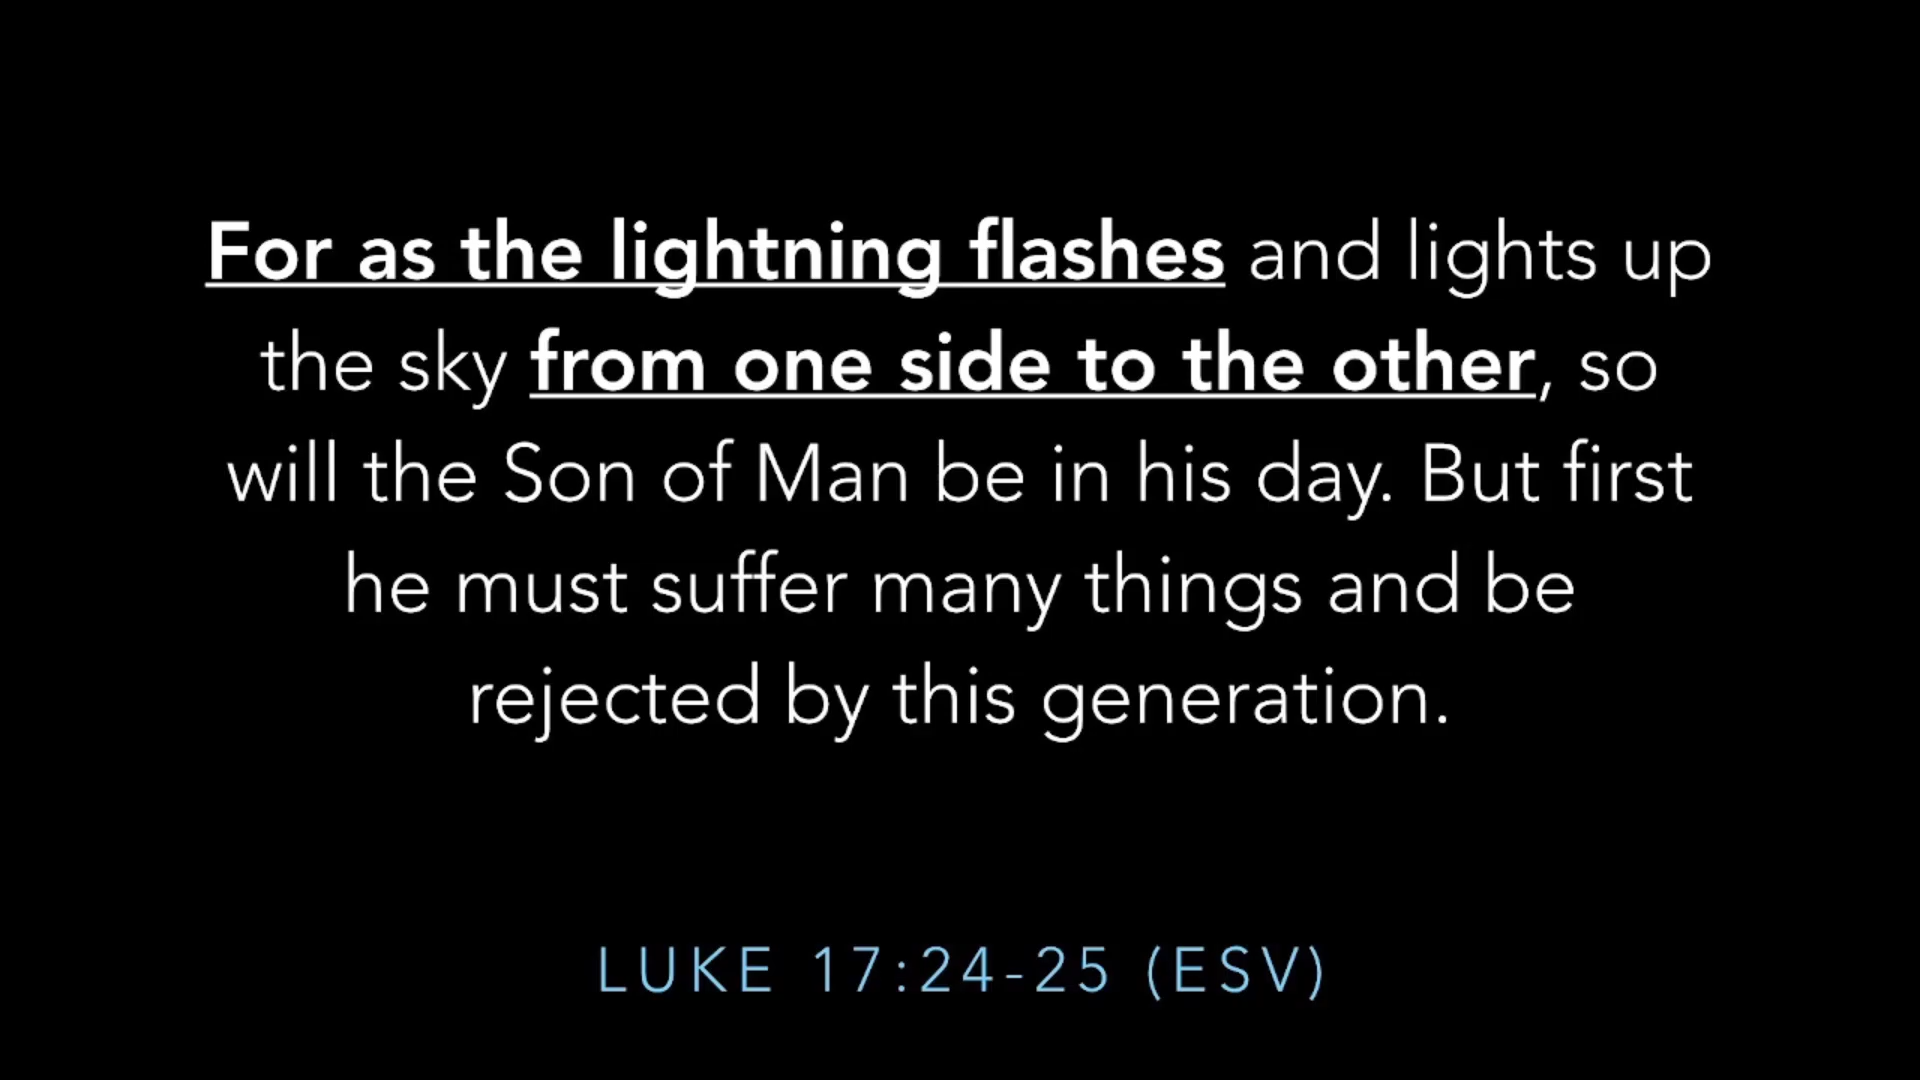 For as the lightning flashes and lights up
the sky from one side to the other, so
will the Son of Man be in his day. But first
he must suffer many things and be
rejected by this generation.
LUKE 17:24-25 (ESV)